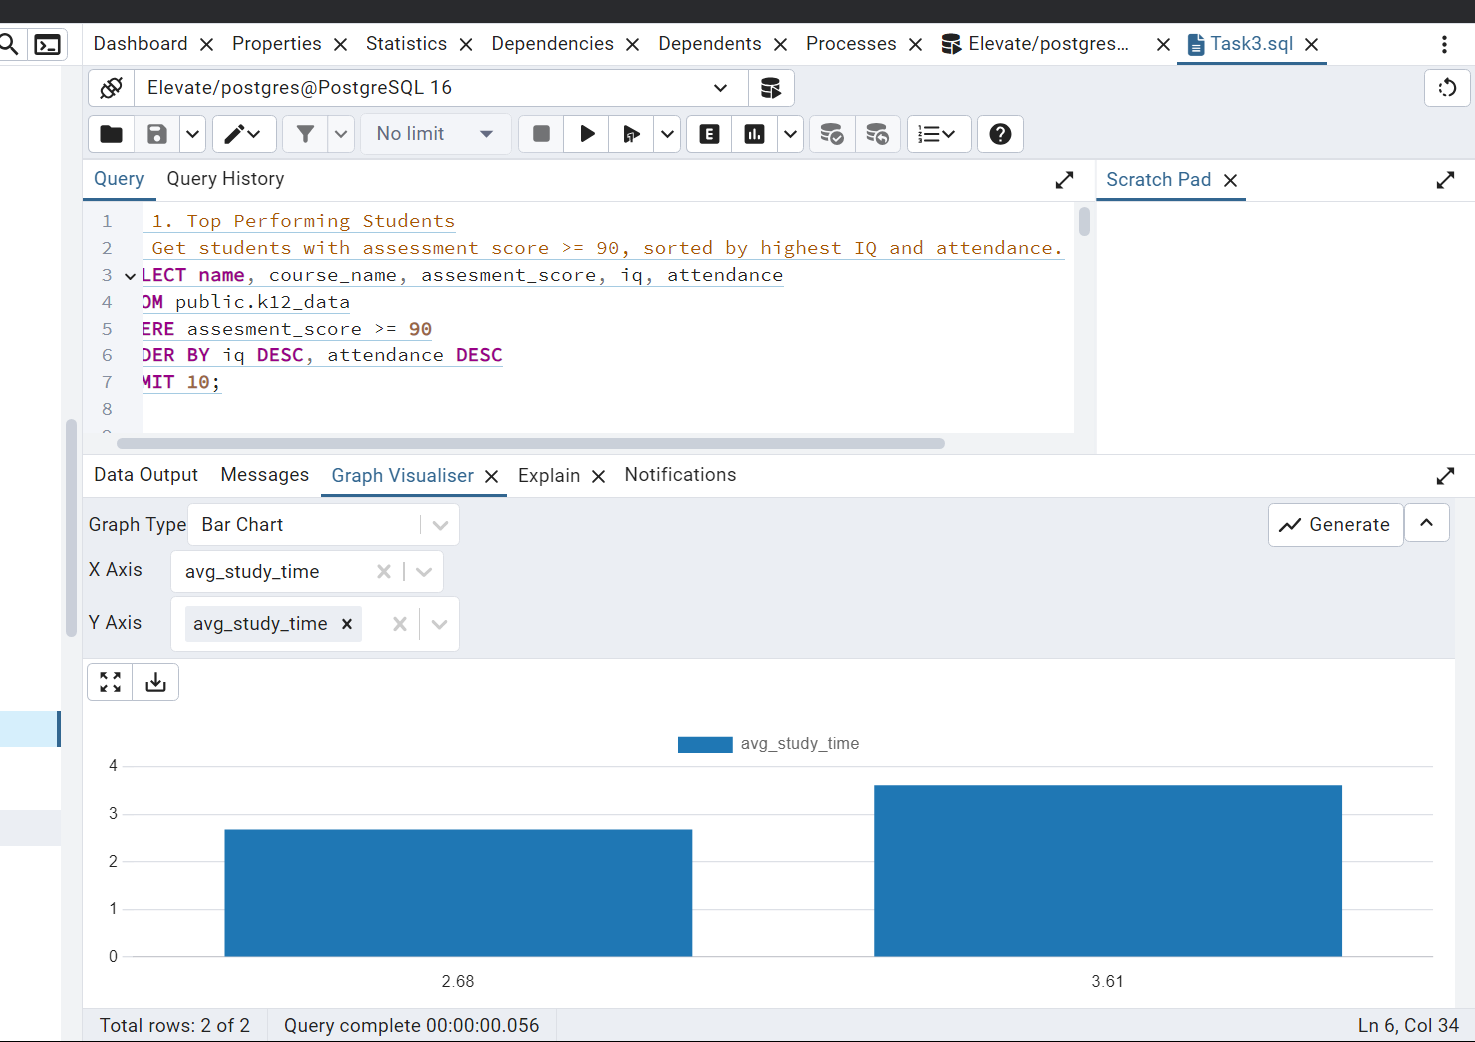 Dashboard Properties Statistics Dependencies Dependents Processes Elevate/postgres... Task3.sql
Elevate/postgres@PostgreSQL 16
No limit
E
Query Query History
Scratch Pad
1 1. Top Performing Students
2 Get students with assessment score >= 90, sorted by highest IQ and attendance.
3 LECT name, course_name, assesment_score, iq, attendance
4 OM public.k12_data
5 ERE assesment_score >= 90
6 DER BY iq DESC, attendance DESC
7 MIT 10;
8
Data Output Messages Graph Visualiser Explain Notifications
Graph Type Bar Chart
Generate
X Axis avg_study_time
Y Axis avg_study_time
avg_study_time
4
3
2
1
0
2.68 3.61
Total rows: 2 of 2 Query complete 00:00:00.056 Ln 6, Col 34